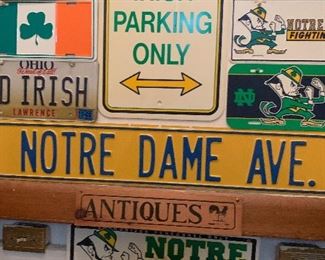 PARKING
ONLY
NOTRE
FIGHTIN
OHIO
D IRISH
LAWRENCE
ND
NOTRE DAME AVE.
ANTIQUES
NOTRE